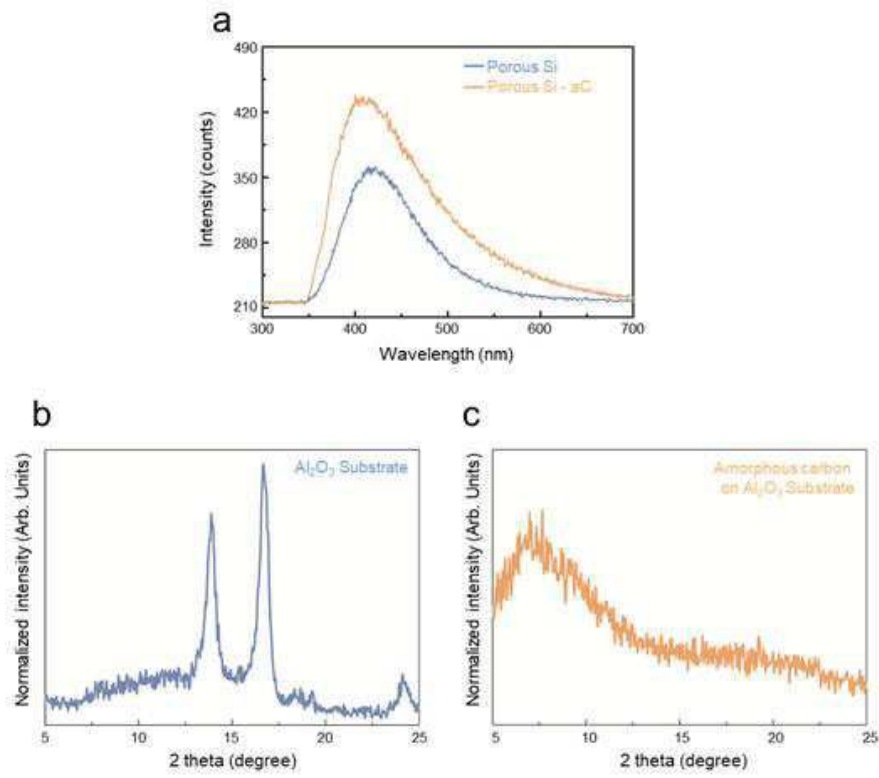 a
490
420
350
280
210
Intensity (counts)
Porous Si
Porous Si - aC
300
400
500
600
700
Wavelength (nm)
b
Normalized intensity (Arb. Units)
Al₂O₃ Substrate
5
10
15
20
25
2 theta (degree)
c
Normalized intensity (Arb. Units)
Amorphous carbon
on Al₂O₃ Substrate
5
10
15
20
25
2 theta (degree)